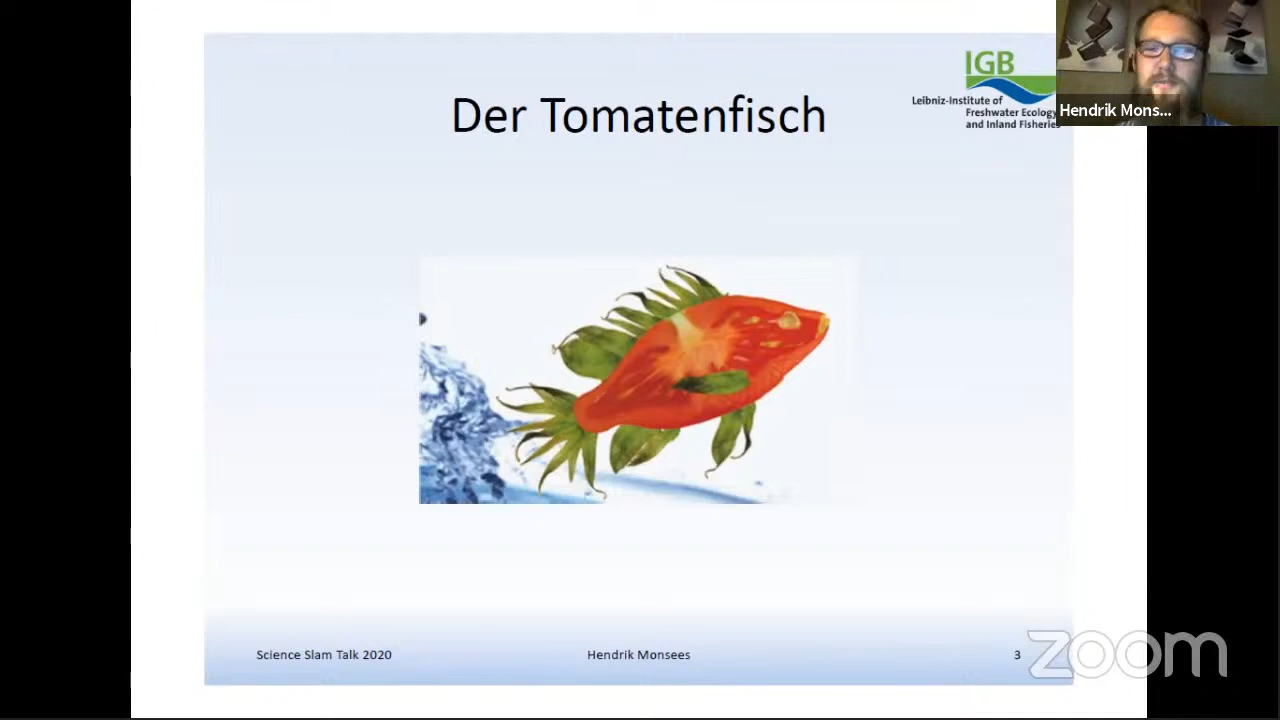 Der Tomatenfisch
IGB
Leibniz-Institute of
Freshwater Ecology
and Inland Fisheries
Hendrik Mons...
Science Slam Talk 2020
Hendrik Monsees
3
zoom